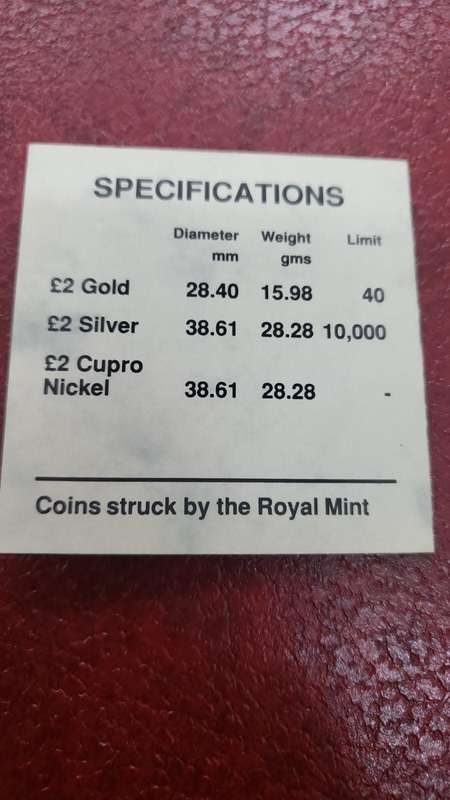 SPECIFICATIONS
Diameter Weight Limit
mm gms
£2 Gold 28.40 15.98 40
£2 Silver 38.61 28.28 10,000
£2 Cupro
Nickel 38.61 28.28 -
Coins struck by the Royal Mint